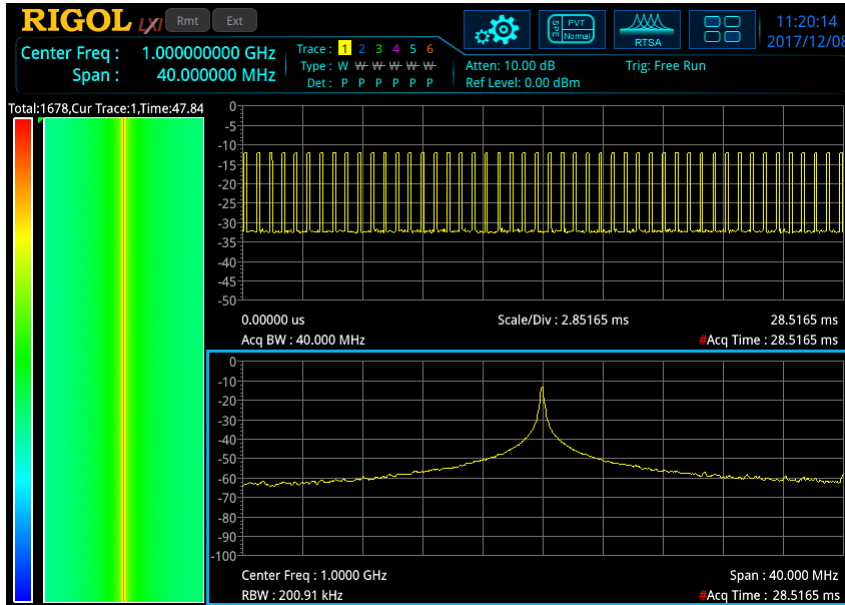 RIGOL LXI Rmt Ext
SPE PVT Normal RTSA 11:20:14
2017/12/08
Center Freq : 1.000000000 GHz
Span : 40.000000 MHz
Trace : 1 2 3 4 5 6
Type : W W W W W W
Det : P P P P P P
Atten: 10.00 dB Trig: Free Run
Ref Level: 0.00 dBm
Total:1678,Cur Trace:1,Time:47.84
0
-5
-10
-15
-20
-25
-30
-35
-40
-45
-50
0.00000 us Scale/Div : 2.85165 ms 28.5165 ms
Acq BW : 40.000 MHz #Acq Time : 28.5165 ms
0
-10
-20
-30
-40
-50
-60
-70
-80
-90
-100
Center Freq : 1.0000 GHz Span : 40.000 MHz
RBW : 200.91 kHz #Acq Time : 28.5165 ms